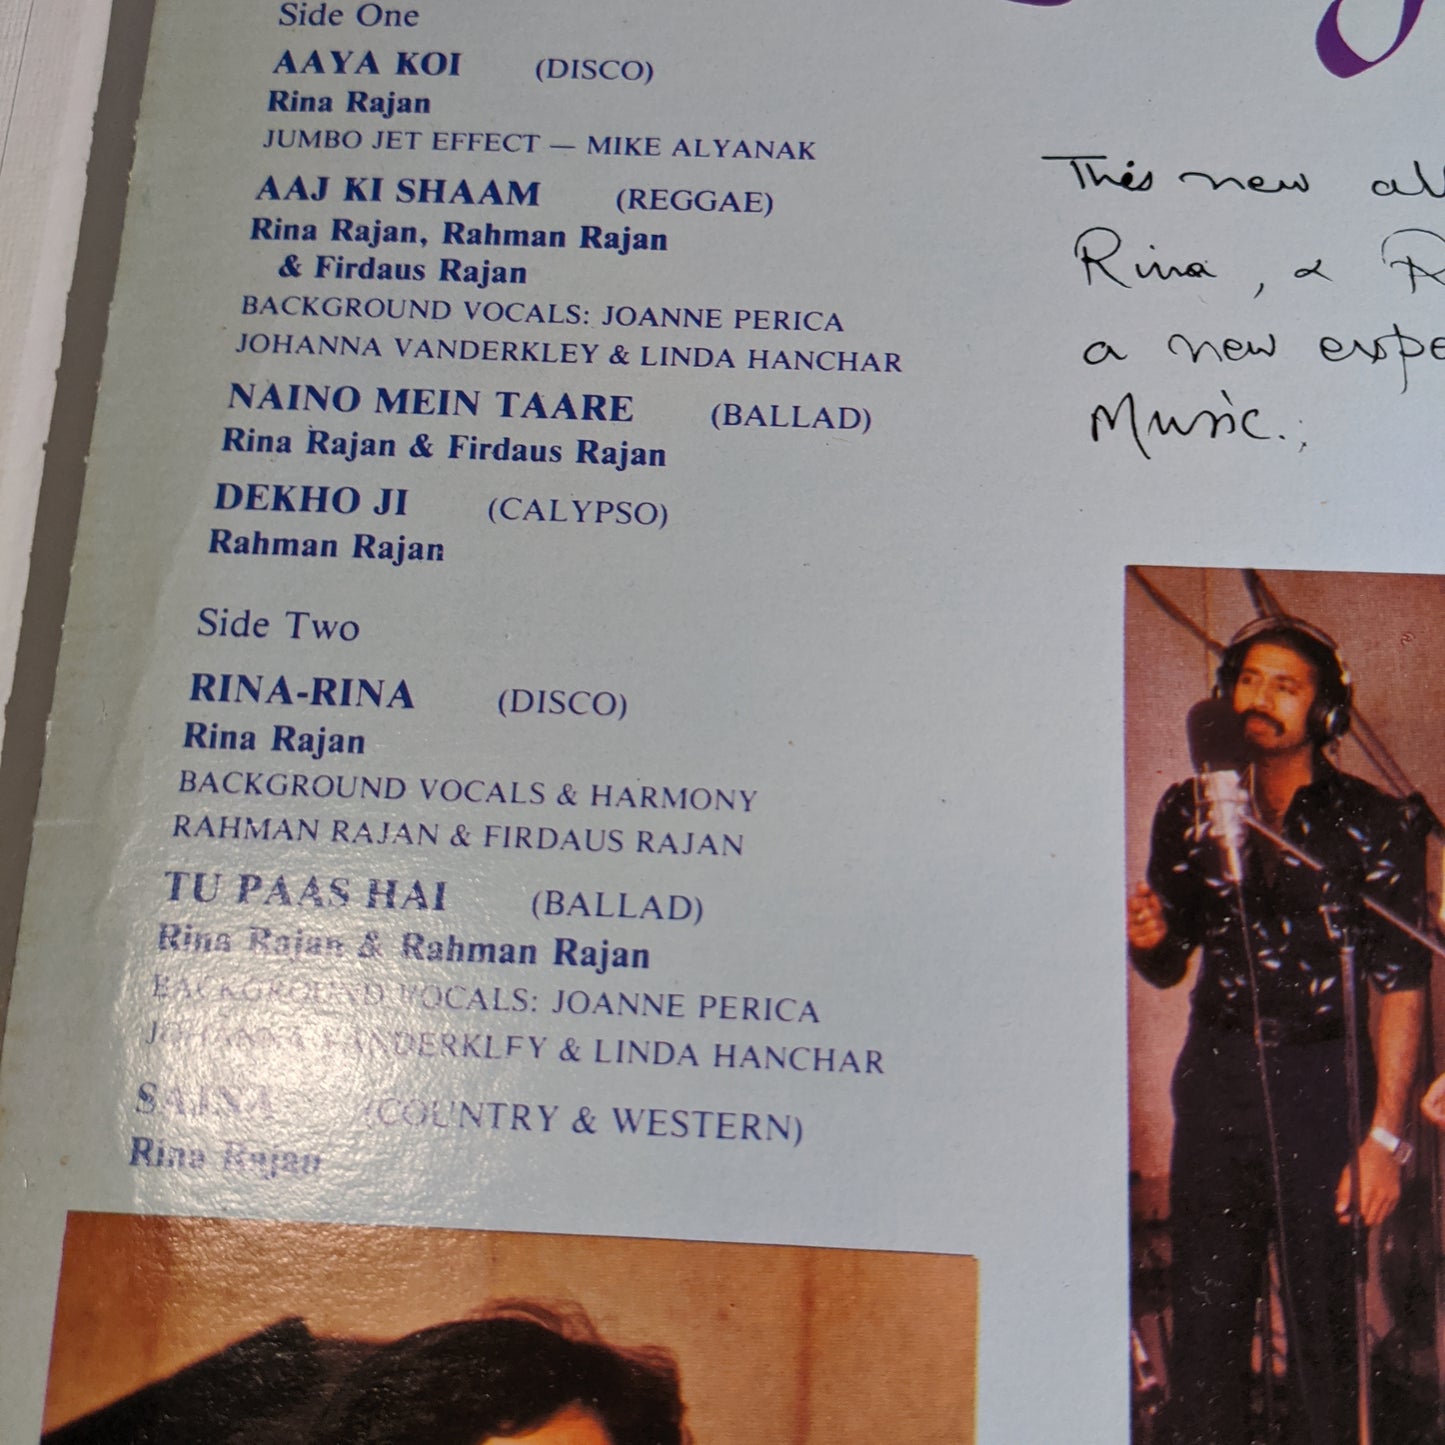 Side One
AAYA KOI (DISCO)
Rina Rajan
JUMBO JET EFFECT — MIKE ALYANAK
AAJ KI SHAAM (REGGAE)
Rina Rajan, Rahman Rajan
& Firdaus Rajan
BACKGROUND VOCALS: JOANNE PERICA
JOHANNA VANDERKLEY & LINDA HANCHAR
NAINO MEIN TAARE (BALLAD)
Rina Rajan & Firdaus Rajan
DEKHO JI (CALYPSO)
Rahman Rajan
Side Two
RINA-RINA (DISCO)
Rina Rajan
BACKGROUND VOCALS & HARMONY
RAHMAN RAJAN & FIRDAUS RAJAN
TU PAAS HAI (BALLAD)
Rina Rajan & Rahman Rajan
BACKGROUND VOCALS: JOANNE PERICA
JOHANNA VANDERKLEY & LINDA HANCHAR
SAJNA (COUNTRY & WESTERN)
Rina Rajan
This new
Rina, &
a new
Music.